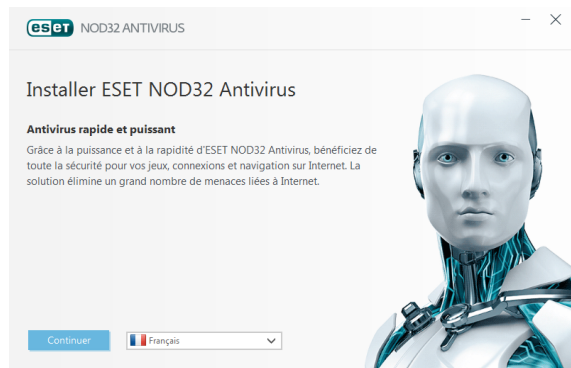 eset NOD32 ANTIVIRUS
Installer ESET NOD32 Antivirus
Antivirus rapide et puissant
Grâce à la puissance et à la rapidité d'ESET NOD32 Antivirus, bénéficiez de
toute la sécurité pour vos jeux, connexions et navigation sur Internet. La
solution élimine un grand nombre de menaces liées à Internet.
Continuer
Français